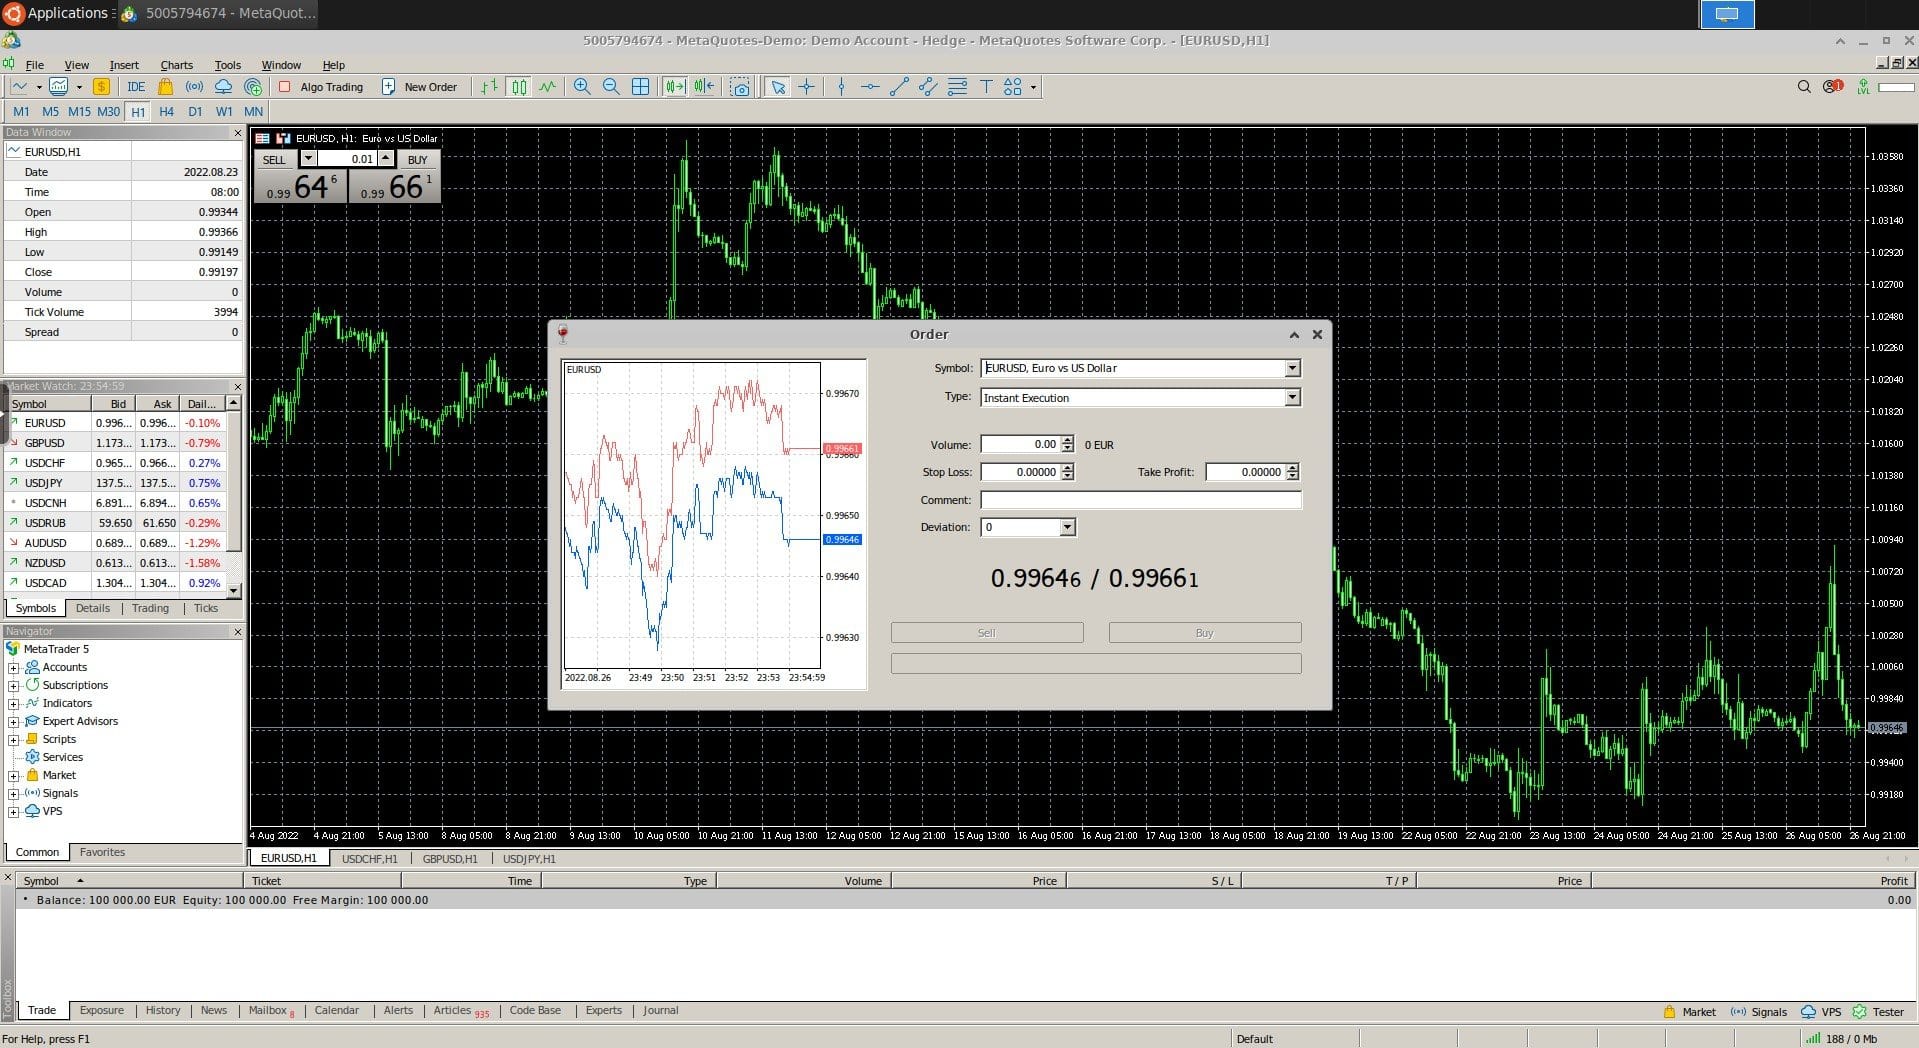 Applications
5005794674 - MetaQuot...
5005794674 - MetaQuotes-Demo: Demo Account - Hedge - MetaQuotes Software Corp. - [EURUSD,H1]
File View Insert Charts Tools Window Help
IDE Algo Trading New Order
M1 M5 M15 M30 H1 H4 D1 W1 MN
Data Window
EURUSD,H1
Date 2022.08.23
Time 08:00
Open 0.99344
High 0.99366
Low 0.99149
Close 0.99197
Volume 0
Tick Volume 3994
Spread 0
Market Watch: 23:54:59
Symbol Bid Ask Dail...
EURUSD 0.996... 0.996... -0.10%
GBPUSD 1.173... 1.173... -0.79%
USDCHF 0.965... 0.966... 0.27%
USDJPY 137.5... 137.5... 0.75%
USDCNH 6.891... 6.894... 0.65%
USDRUB 59.650 61.650 -0.29%
AUDUSD 0.689... 0.689... -1.29%
NZDUSD 0.613... 0.613... -1.58%
USDCAD 1.304... 1.304... 0.92%
Symbols Details Trading Ticks
Navigator
MetaTrader 5
Accounts
Subscriptions
Indicators
Expert Advisors
Scripts
Services
Market
Signals
VPS
Common Favorites
EURUSD, H1: Euro vs US Dollar
SELL 0.01 BUY
0.99 64 6 0.99 66 1
1.03580
1.03360
1.03140
1.02920
1.02700
1.02480
1.02260
1.02040
1.01820
1.01600
1.01380
1.01160
1.00940
1.00720
1.00500
1.00280
1.00060
0.99840
0.99646
0.99400
0.99180
4 Aug 2022 4 Aug 21:00 5 Aug 13:00 8 Aug 05:00 8 Aug 21:00 9 Aug 13:00 10 Aug 05:00 10 Aug 21:00 11 Aug 13:00 12 Aug 05:00 12 Aug 21:00 15 Aug 13:00 16 Aug 05:00 16 Aug 21:00 17 Aug 13:00 18 Aug 05:00 18 Aug 21:00 19 Aug 13:00 22 Aug 05:00 22 Aug 21:00 23 Aug 13:00 24 Aug 05:00 24 Aug 21:00 25 Aug 13:00 26 Aug 05:00 26 Aug 21:00
EURUSD,H1 USDCHF,H1 GBPUSD,H1 USDJPY,H1
Order
EURUSD
0.99670
0.99661
0.99660
0.99650
0.99646
0.99640
0.99630
2022.08.26 23:49 23:50 23:51 23:52 23:53 23:54:59
Symbol: EURUSD, Euro vs US Dollar
Type: Instant Execution
Volume: 0.00 0 EUR
Stop Loss: 0.00000 Take Profit: 0.00000
Comment:
Deviation: 0
0.99646 / 0.99661
Sell Buy
Symbol Ticket Time Type Volume Price S / L T / P Price Profit
Balance: 100 000.00 EUR Equity: 100 000.00 Free Margin: 100 000.00 0.00
Toolbox
Trade Exposure History News Mailbox 8 Calendar Alerts Articles 935 Code Base Experts Journal
Market Signals VPS Tester
For Help, press F1
Default
188 / 0 Mb